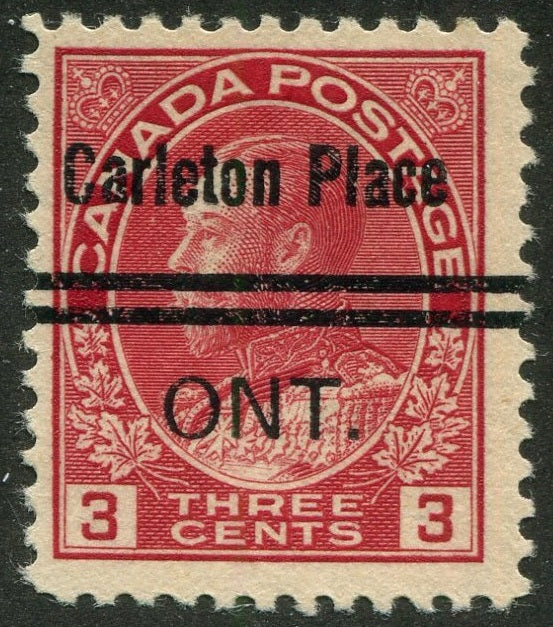 CANADA POSTAGE
Carleton Place
ONT.
3 THREE 3
CENTS